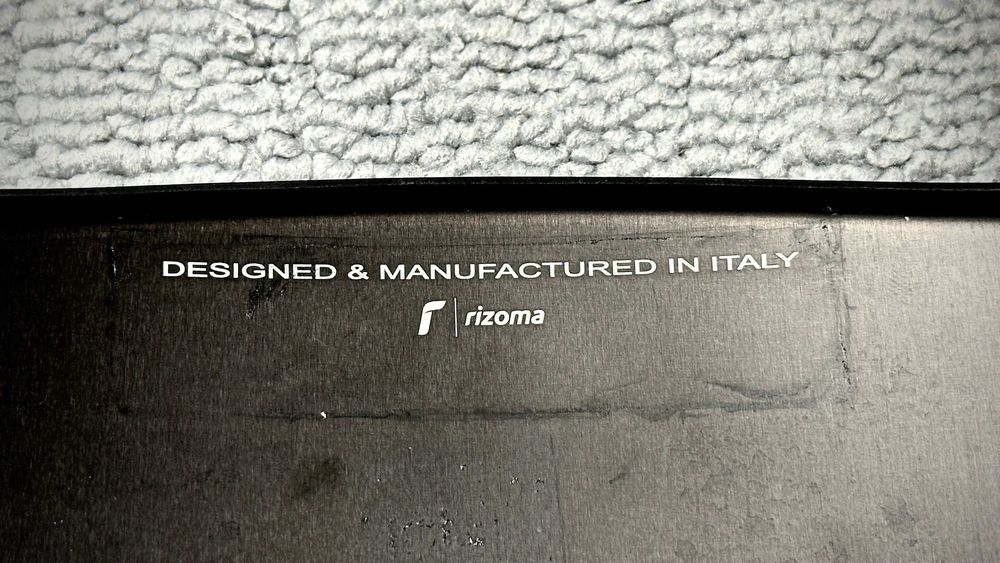 DESIGNED & MANUFACTURED IN ITALY
r | rizoma